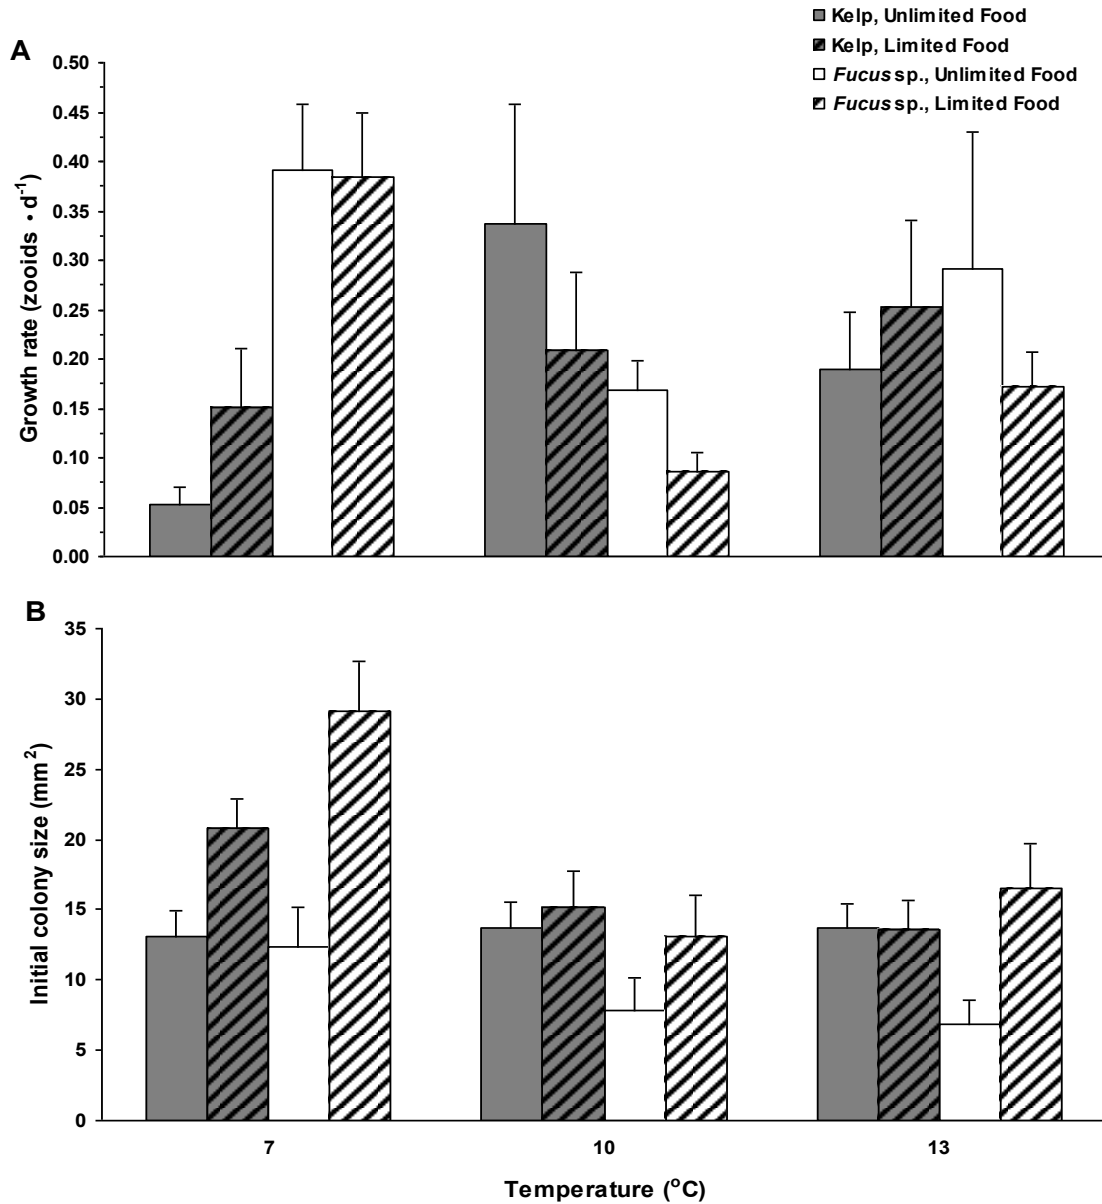 Kelp, Unlimited Food
Kelp, Limited Food
Fucus sp., Unlimited Food
Fucus sp., Limited Food
A
0.50
0.45
0.40
0.35
0.30
0.25
0.20
0.15
0.10
0.05
0.00
Growth rate (zooids • d⁻¹)
B
35
30
25
20
15
10
5
0
Initial colony size (mm²)
7 10 13
Temperature (°C)